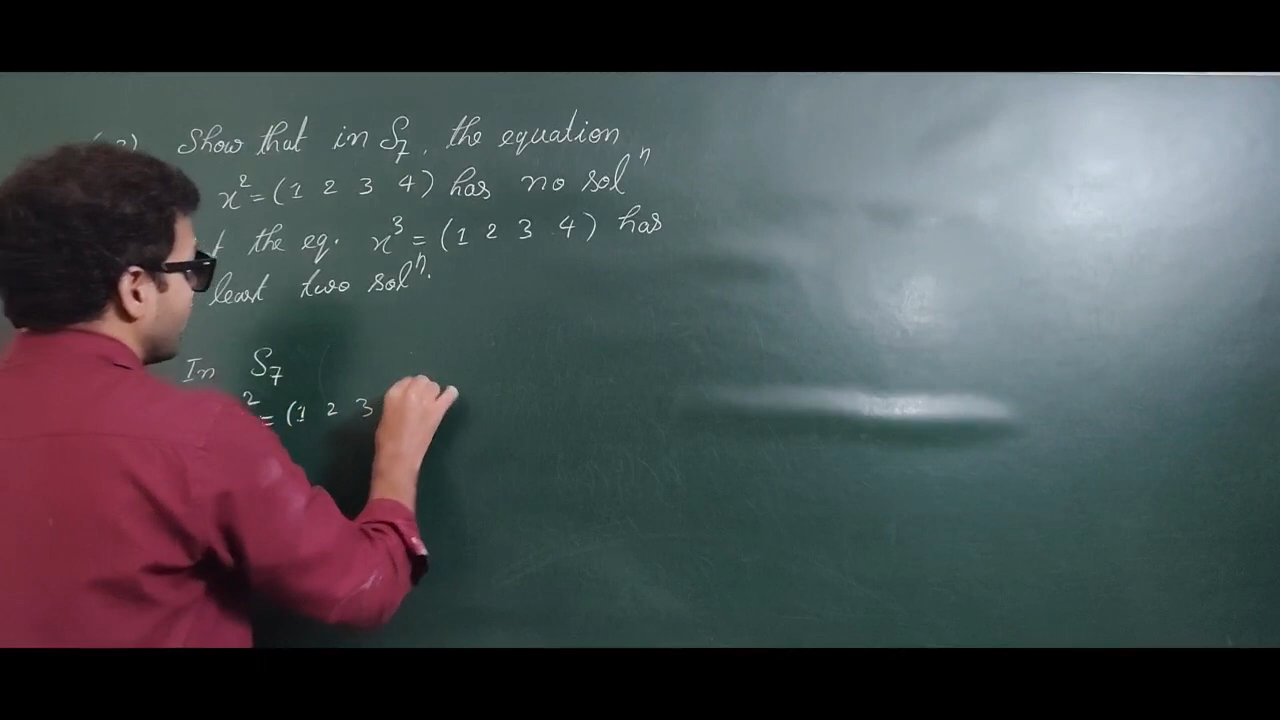 Show that in S₇, the equation
x² = (1 2 3 4) has no solⁿ
the eq. x³ = (1 2 3 4) has
least two solⁿ.
In S₇
² = (1 2 3